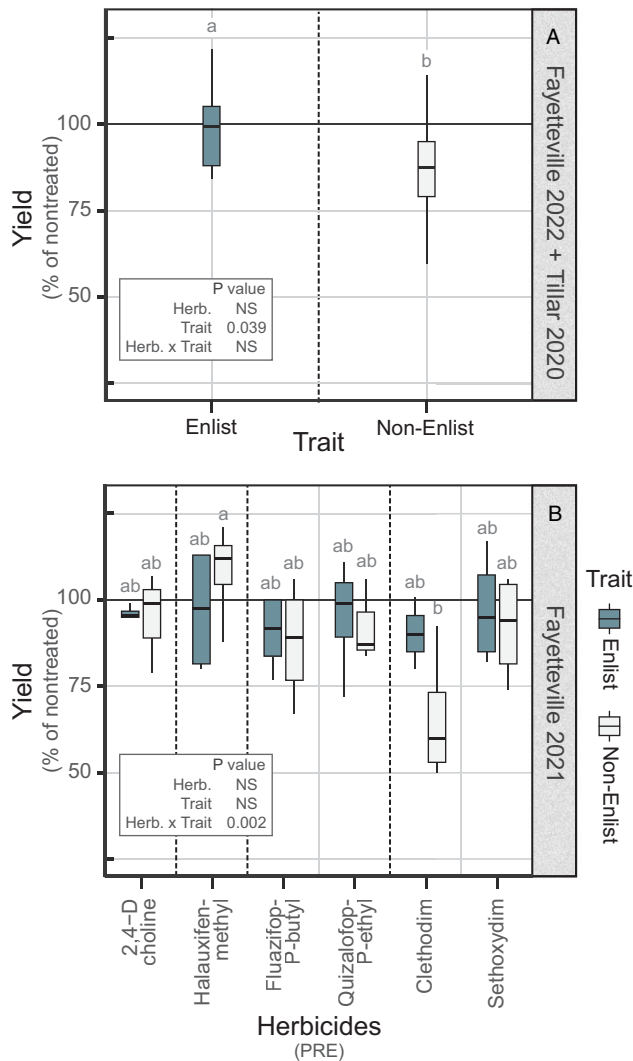 A
Fayetteville 2022 + Tillar 2020
a
b
100
75
50
Yield
(% of nontreated)
P value
Herb. NS
Trait 0.039
Herb. x Trait NS
Enlist
Non-Enlist
Trait
B
Fayetteville 2021
ab
ab
ab
a
ab
ab
ab
ab
ab
b
ab
ab
100
75
50
Yield
(% of nontreated)
P value
Herb. NS
Trait NS
Herb. x Trait 0.002
2,4–D
choline
Halauxifen-
methyl
Fluazifop-
P-butyl
Quizalofop-
P-ethyl
Clethodim
Sethoxydim
Herbicides
(PRE)
Trait
Enlist
Non-Enlist